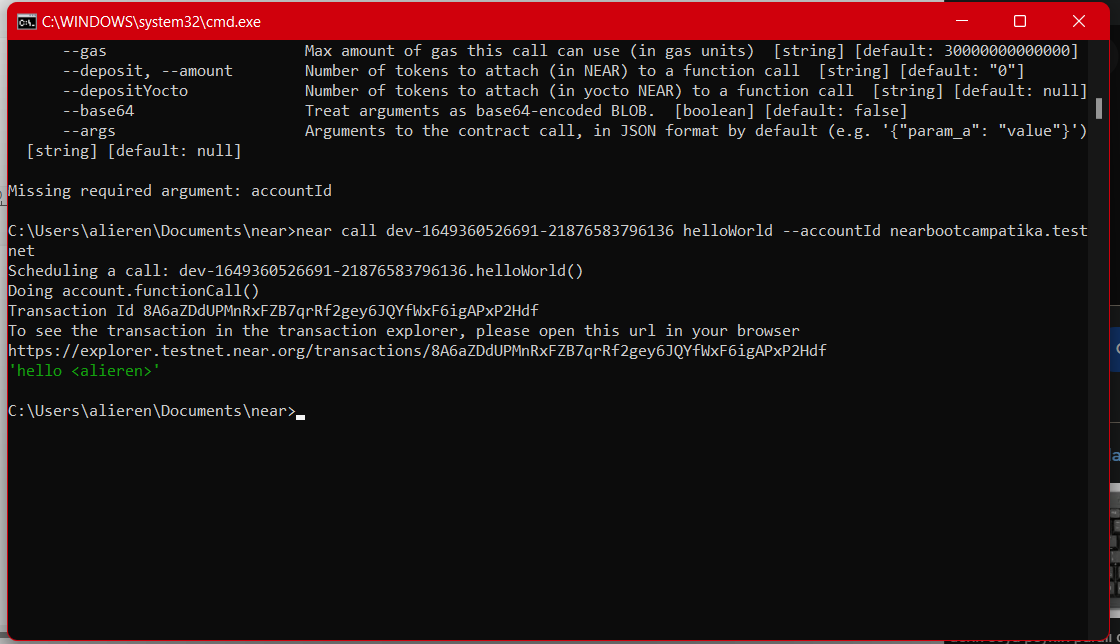 C:\WINDOWS\system32\cmd.exe
--gas Max amount of gas this call can use (in gas units) [string] [default: 30000000000000]
--deposit, --amount Number of tokens to attach (in NEAR) to a function call [string] [default: "0"]
--depositYocto Number of tokens to attach (in yocto NEAR) to a function call [string] [default: null]
--base64 Treat arguments as base64-encoded BLOB. [boolean] [default: false]
--args Arguments to the contract call, in JSON format by default (e.g. '{"param_a": "value"}')
[string] [default: null]
Missing required argument: accountId
C:\Users\alieren\Documents\near>near call dev-1649360526691-21876583796136 helloWorld --accountId nearbootcampatika.test
net
Scheduling a call: dev-1649360526691-21876583796136.helloWorld()
Doing account.functionCall()
Transaction Id 8A6aZDdUPMnRxFZB7qrRf2gey6JQYfWxF6igAPxP2Hdf
To see the transaction in the transaction explorer, please open this url in your browser
https://explorer.testnet.near.org/transactions/8A6aZDdUPMnRxFZB7qrRf2gey6JQYfWxF6igAPxP2Hdf
'hello <alieren>'
C:\Users\alieren\Documents\near>